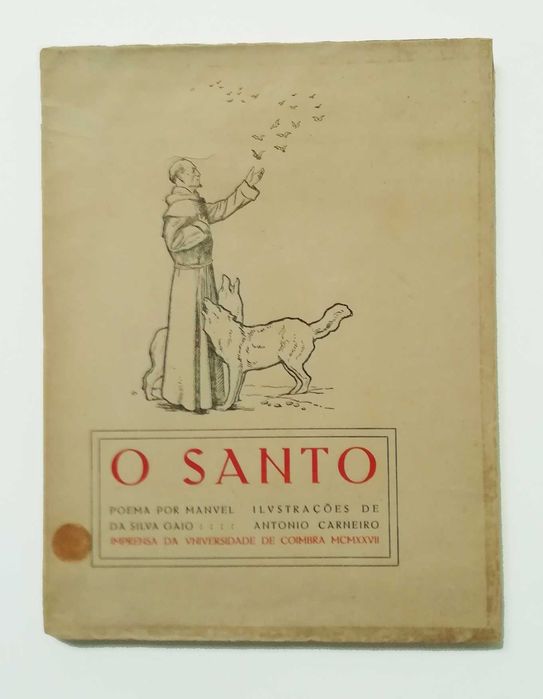 O SANTO
POEMA POR MANVEL ILVSTRAÇÕES DE
DA SILVA GAIO : : : : ANTONIO CARNEIRO
IMPRENSA DA VNIVERSIDADE DE COIMBRA MCMXXVII